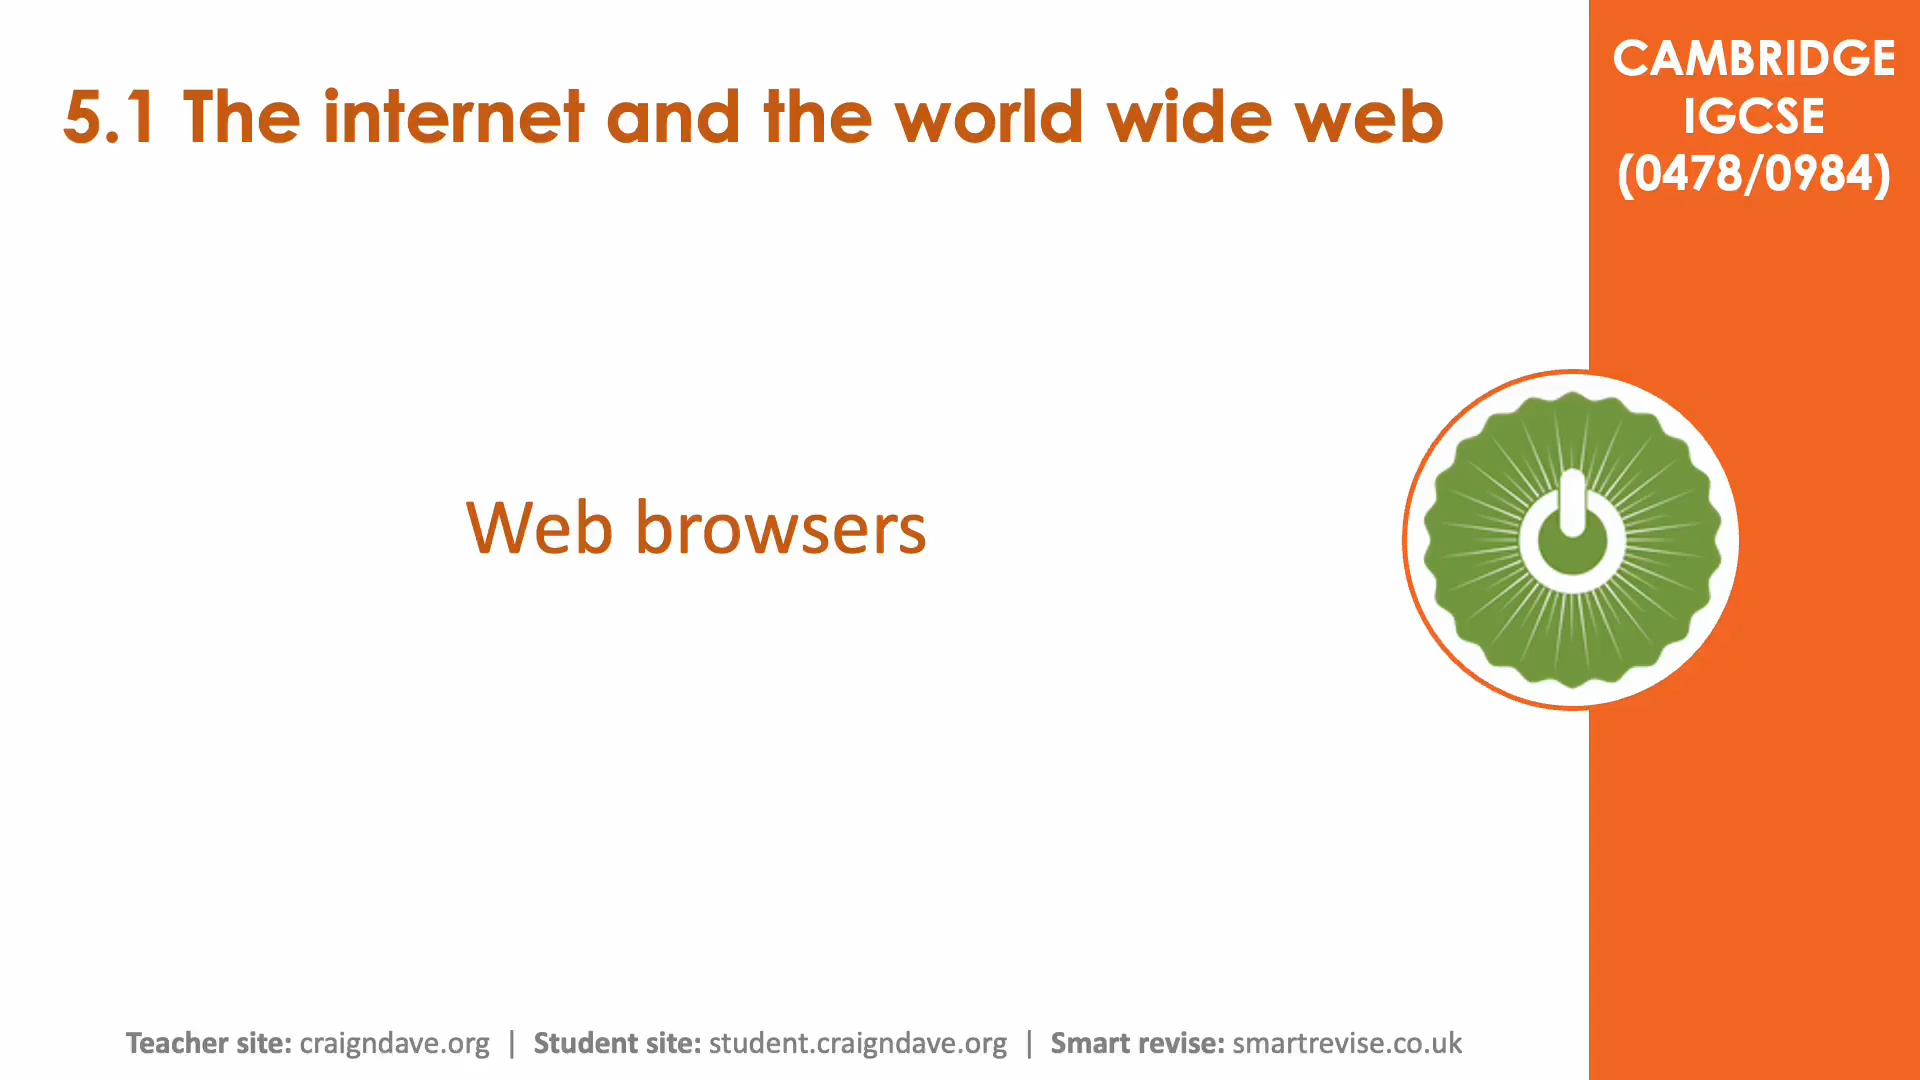 5.1 The internet and the world wide web
CAMBRIDGE
IGCSE
(0478/0984)
Web browsers
Teacher site: craigndave.org | Student site: student.craigndave.org | Smart revise: smartrevise.co.uk